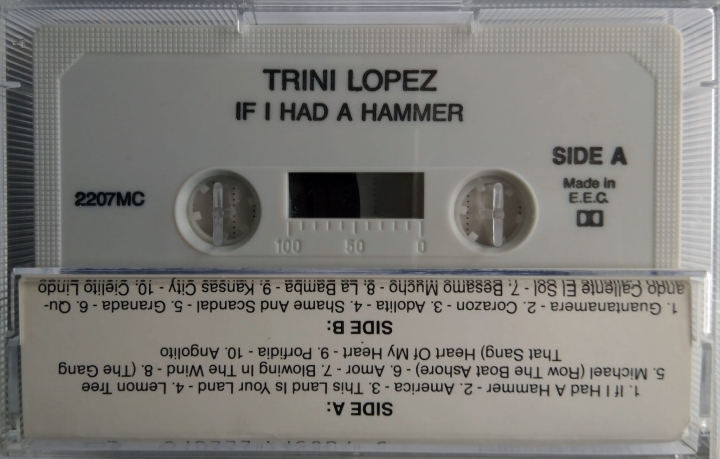 TRINI LOPEZ
IF I HAD A HAMMER
SIDE A
Made in
E.E.C.
2207MC
100 50 0
SIDE A:
1. If I Had A Hammer - 2. America - 3. This Land Is Your Land - 4. Lemon Tree
5. Michael (Row The Boat Ashore) - 6. Amor - 7. Blowing In The Wind - 8. (The Gang
That Sang) Heart Of My Heart - 9. Porfidia - 10. Angolito
SIDE B:
1. Guantanamera - 2. Corazon - 3. Adolita - 4. Shame And Scandal - 5. Granada - 6. Qu-
ando Caliente El Sol - 7. Besamo Mucho - 8. La Bamba - 9. Kansas City - 10. Cielito Lindo